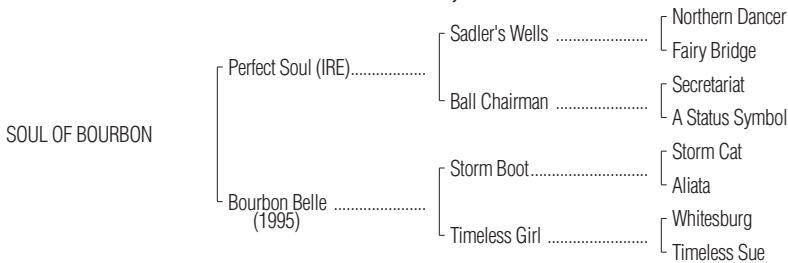 Northern Dancer
Sadler's Wells ....................
Fairy Bridge
Perfect Soul (IRE)..................
Secretariat
Ball Chairman ....................
A Status Symbol
SOUL OF BOURBON
Storm Cat
Storm Boot.........................
Aliata
Bourbon Belle ......................
(1995)
Whitesburg
Timeless Girl ......................
Timeless Sue